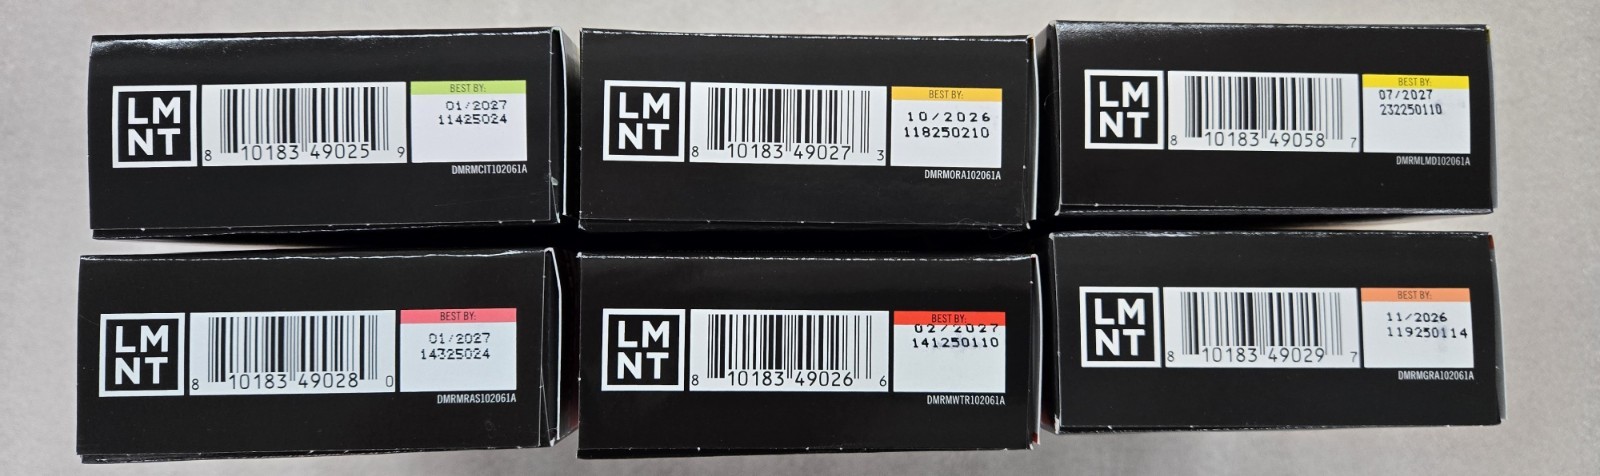 LM
NT
8 10183 49025 9
BEST BY:
01/2027
11425024
DMRMCIT102061A
LM
NT
8 10183 49027 3
BEST BY:
10/2026
118250210
DMRMORA102061A
LM
NT
8 10183 49058 7
BEST BY:
07/2027
232250110
DMRMLMD102061A
LM
NT
8 10183 49028 0
BEST BY:
01/2027
14325024
DMRMRAS102061A
LM
NT
8 10183 49026 6
BEST BY:
02/2027
141250110
DMRMWTR102061A
LM
NT
8 10183 49029 7
BEST BY:
11/2026
119250114
DMRMGRA102061A